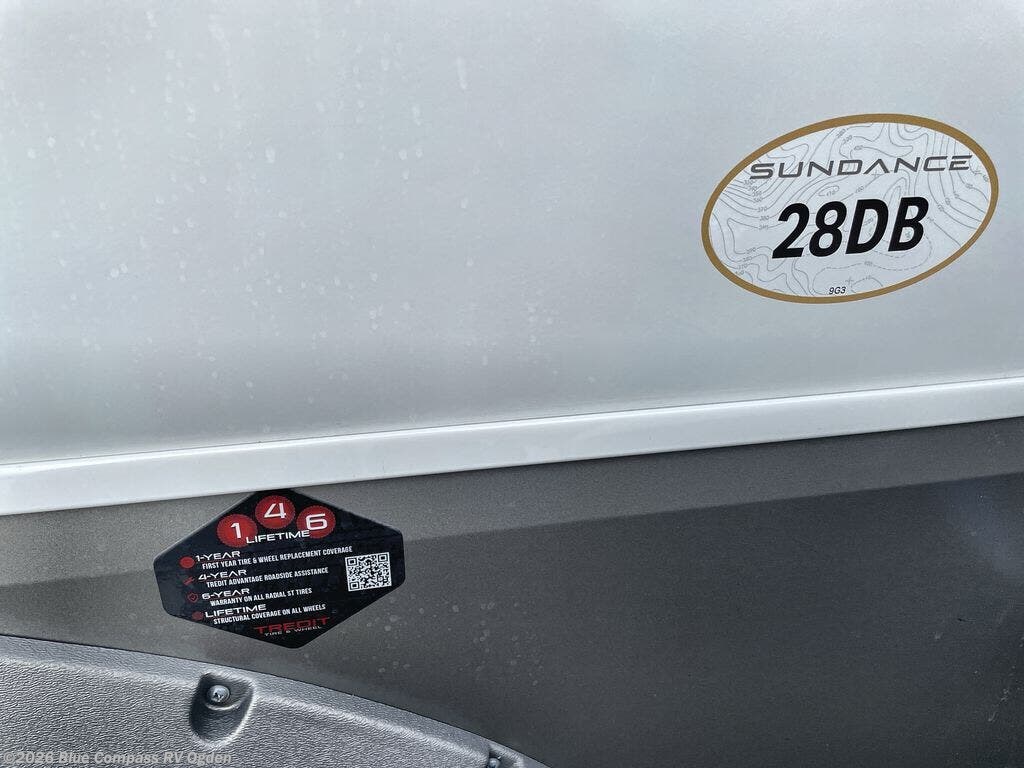 SUNDANCE
28DB
9G3
1 4 6
LIFETIME
1-YEAR
FIRST YEAR TIRE & WHEEL REPLACEMENT COVERAGE
4-YEAR
TREDIT ADVANTAGE ROADSIDE ASSISTANCE
6-YEAR
WARRANTY ON ALL RADIAL ST TIRES
LIFETIME
STRUCTURAL COVERAGE ON ALL WHEELS
TREDIT
TIRE & WHEEL
©2026 Blue Compass RV Ogden